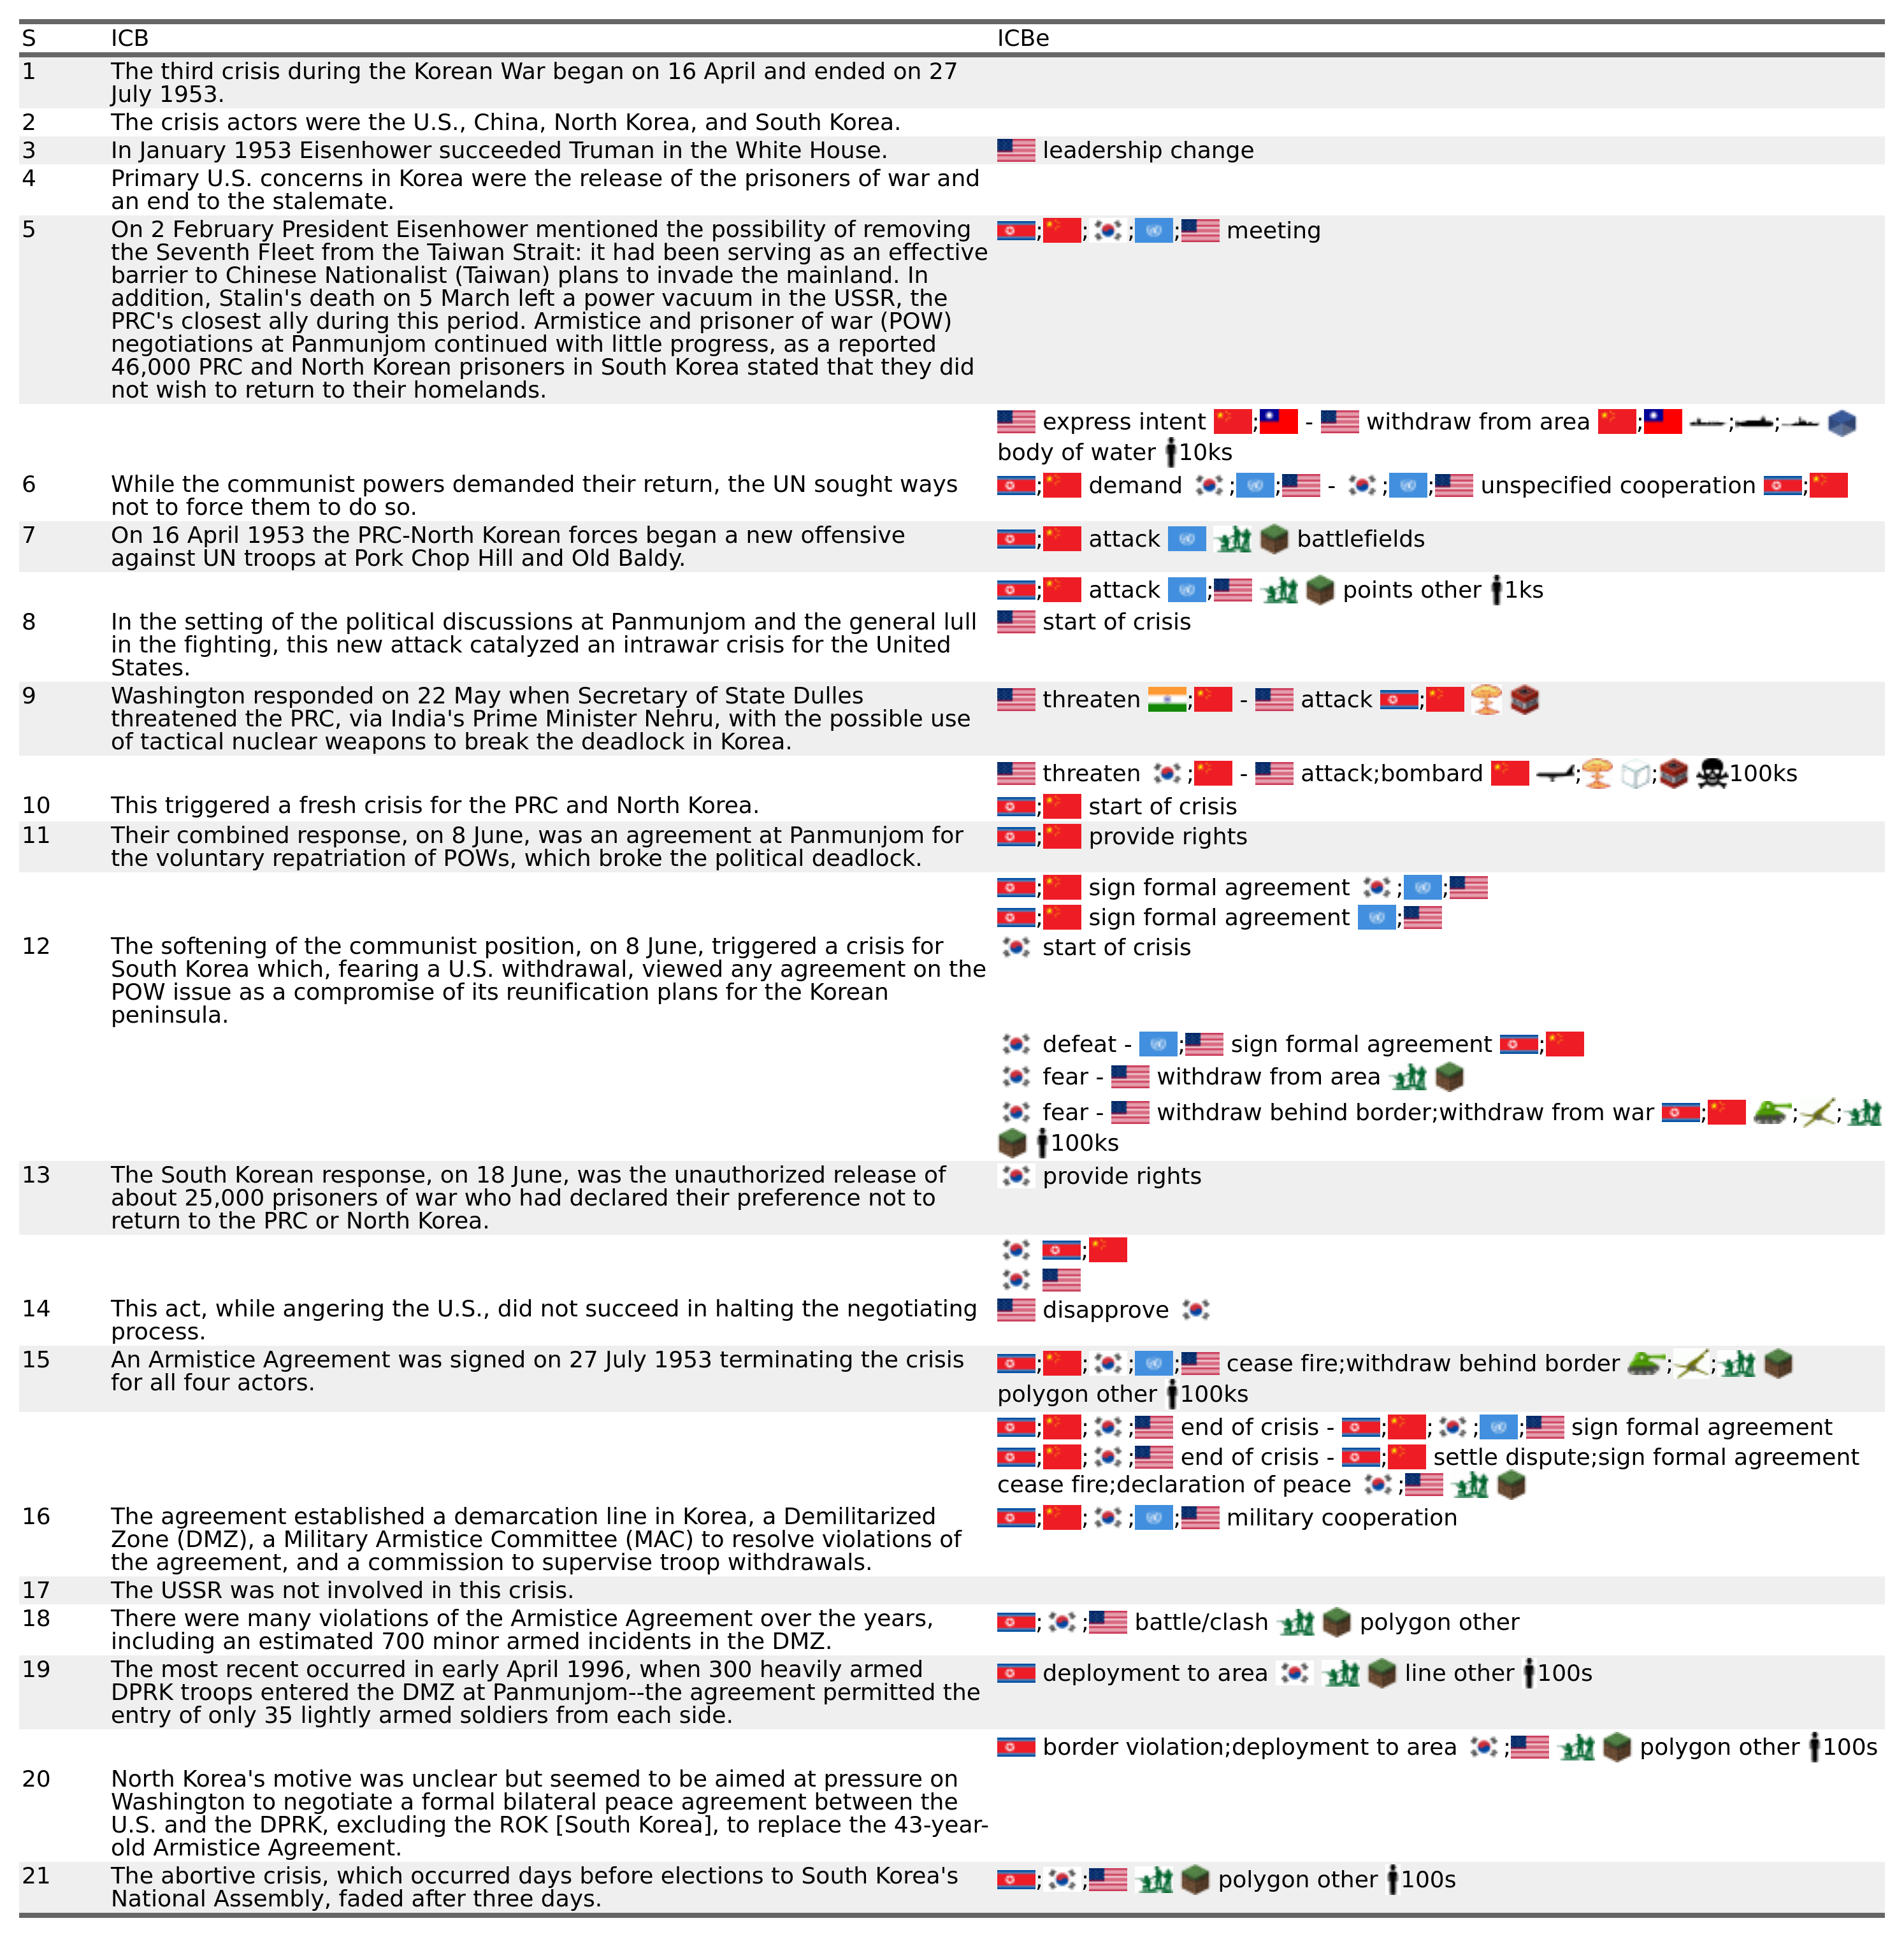 S ICB ICBe
1 The third crisis during the Korean War began on 16 April and ended on 27
July 1953.
2 The crisis actors were the U.S., China, North Korea, and South Korea.
3 In January 1953 Eisenhower succeeded Truman in the White House. leadership change
4 Primary U.S. concerns in Korea were the release of the prisoners of war and
an end to the stalemate.
5 On 2 February President Eisenhower mentioned the possibility of removing ; ; ; ; meeting
the Seventh Fleet from the Taiwan Strait: it had been serving as an effective
barrier to Chinese Nationalist (Taiwan) plans to invade the mainland. In
addition, Stalin's death on 5 March left a power vacuum in the USSR, the
PRC's closest ally during this period. Armistice and prisoner of war (POW)
negotiations at Panmunjom continued with little progress, as a reported
46,000 PRC and North Korean prisoners in South Korea stated that they did
not wish to return to their homelands.
express intent ; - withdraw from area ; ; ;
body of water 10ks
6 While the communist powers demanded their return, the UN sought ways ; demand ; ; - ; ; unspecified cooperation ;
not to force them to do so.
7 On 16 April 1953 the PRC-North Korean forces began a new offensive ; attack battlefields
against UN troops at Pork Chop Hill and Old Baldy.
; attack ; points other 1ks
8 In the setting of the political discussions at Panmunjom and the general lull start of crisis
in the fighting, this new attack catalyzed an intrawar crisis for the United
States.
9 Washington responded on 22 May when Secretary of State Dulles threaten ; - attack ;
threatened the PRC, via India's Prime Minister Nehru, with the possible use
of tactical nuclear weapons to break the deadlock in Korea.
threaten ; - attack;bombard ; ; 100ks
10 This triggered a fresh crisis for the PRC and North Korea. ; start of crisis
11 Their combined response, on 8 June, was an agreement at Panmunjom for ; provide rights
the voluntary repatriation of POWs, which broke the political deadlock.
; sign formal agreement ; ;
; sign formal agreement ;
12 The softening of the communist position, on 8 June, triggered a crisis for start of crisis
South Korea which, fearing a U.S. withdrawal, viewed any agreement on the
POW issue as a compromise of its reunification plans for the Korean
peninsula.
defeat - ; sign formal agreement ;
fear - withdraw from area
fear - withdraw behind border;withdraw from war ; ; ;
100ks
13 The South Korean response, on 18 June, was the unauthorized release of provide rights
about 25,000 prisoners of war who had declared their preference not to
return to the PRC or North Korea.
;
14 This act, while angering the U.S., did not succeed in halting the negotiating disapprove
process.
15 An Armistice Agreement was signed on 27 July 1953 terminating the crisis ; ; ; ; cease fire;withdraw behind border ; ;
for all four actors.
polygon other 100ks
; ; ; end of crisis - ; ; ; ; sign formal agreement
; ; ; end of crisis - ; settle dispute;sign formal agreement
cease fire;declaration of peace ;
16 The agreement established a demarcation line in Korea, a Demilitarized ; ; ; ; military cooperation
Zone (DMZ), a Military Armistice Committee (MAC) to resolve violations of
the agreement, and a commission to supervise troop withdrawals.
17 The USSR was not involved in this crisis.
18 There were many violations of the Armistice Agreement over the years, ; ; battle/clash polygon other
including an estimated 700 minor armed incidents in the DMZ.
19 The most recent occurred in early April 1996, when 300 heavily armed deployment to area line other 100s
DPRK troops entered the DMZ at Panmunjom--the agreement permitted the
entry of only 35 lightly armed soldiers from each side.
border violation;deployment to area ; polygon other 100s
20 North Korea's motive was unclear but seemed to be aimed at pressure on
Washington to negotiate a formal bilateral peace agreement between the
U.S. and the DPRK, excluding the ROK [South Korea], to replace the 43-year-
old Armistice Agreement.
21 The abortive crisis, which occurred days before elections to South Korea's ; ; polygon other 100s
National Assembly, faded after three days.